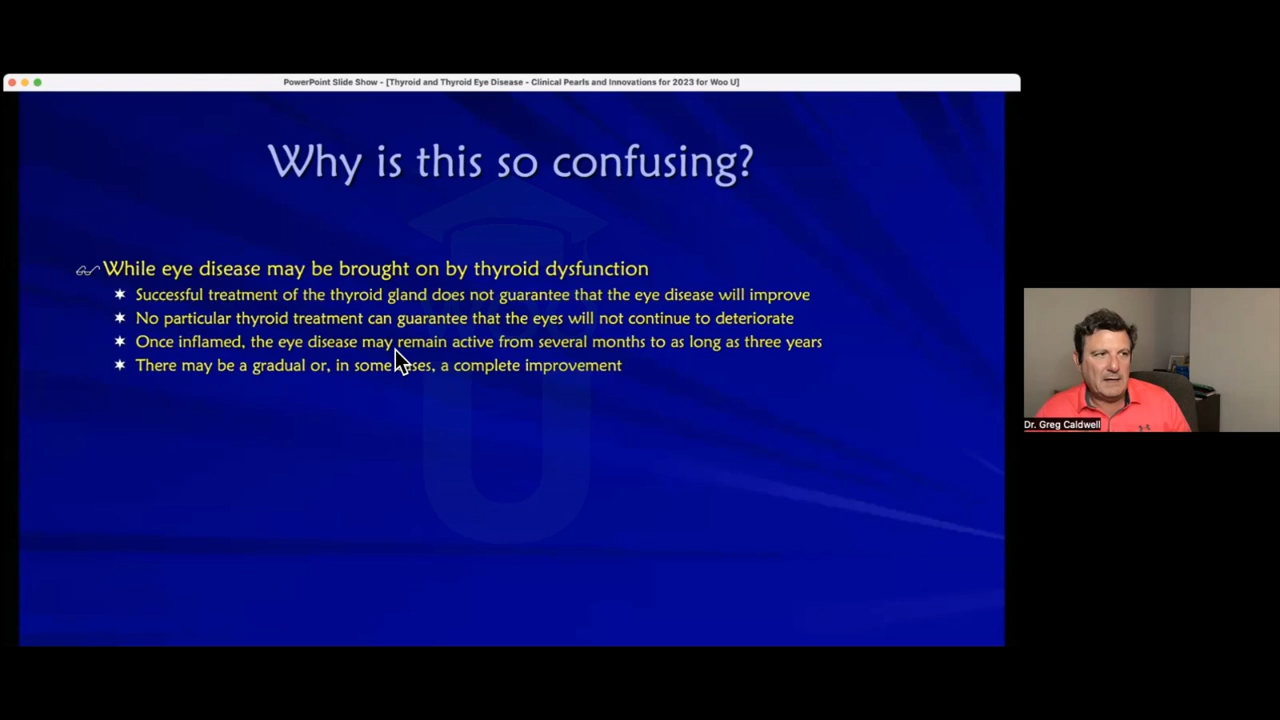 PowerPoint Slide Show - [Thyroid and Thyroid Eye Disease - Clinical Pearls and Innovations for 2023 for Woo U]
Why is this so confusing?
While eye disease may be brought on by thyroid dysfunction
Successful treatment of the thyroid gland does not guarantee that the eye disease will improve
No particular thyroid treatment can guarantee that the eyes will not continue to deteriorate
Once inflamed, the eye disease may remain active from several months to as long as three years
There may be a gradual or, in some cases, a complete improvement
Dr. Greg Caldwell